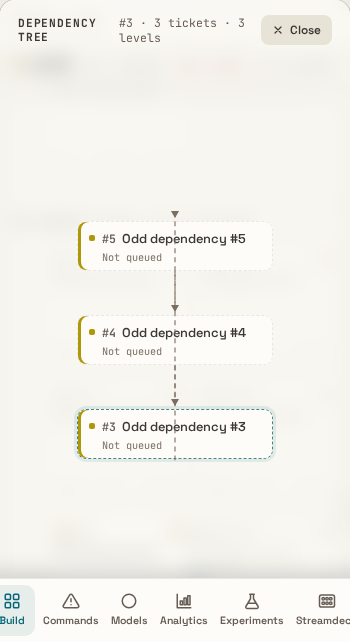 DEPENDENCY TREE
#3 · 3 tickets · 3 levels
Close
#5 Odd dependency #5
Not queued
#4 Odd dependency #4
Not queued
#3 Odd dependency #3
Not queued
Build Commands Models Analytics Experiments Streamdec